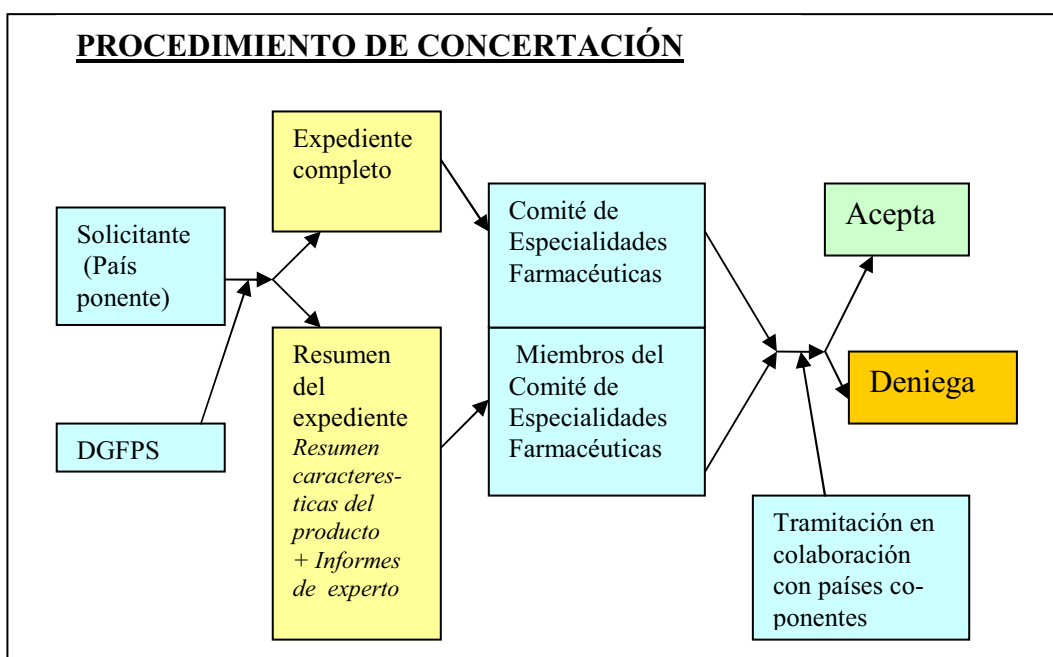 PROCEDIMIENTO DE CONCERTACIÓN
Solicitante
(País
ponente)
DGFPS
Expediente
completo
Resumen
del
expediente
Resumen
caracteres-
ticas del
producto
+ Informes
de experto
Comité de
Especialidades
Farmacéuticas
Miembros del
Comité de
Especialidades
Farmacéuticas
Acepta
Deniega
Tramitación en
colaboración
con países co-
ponentes